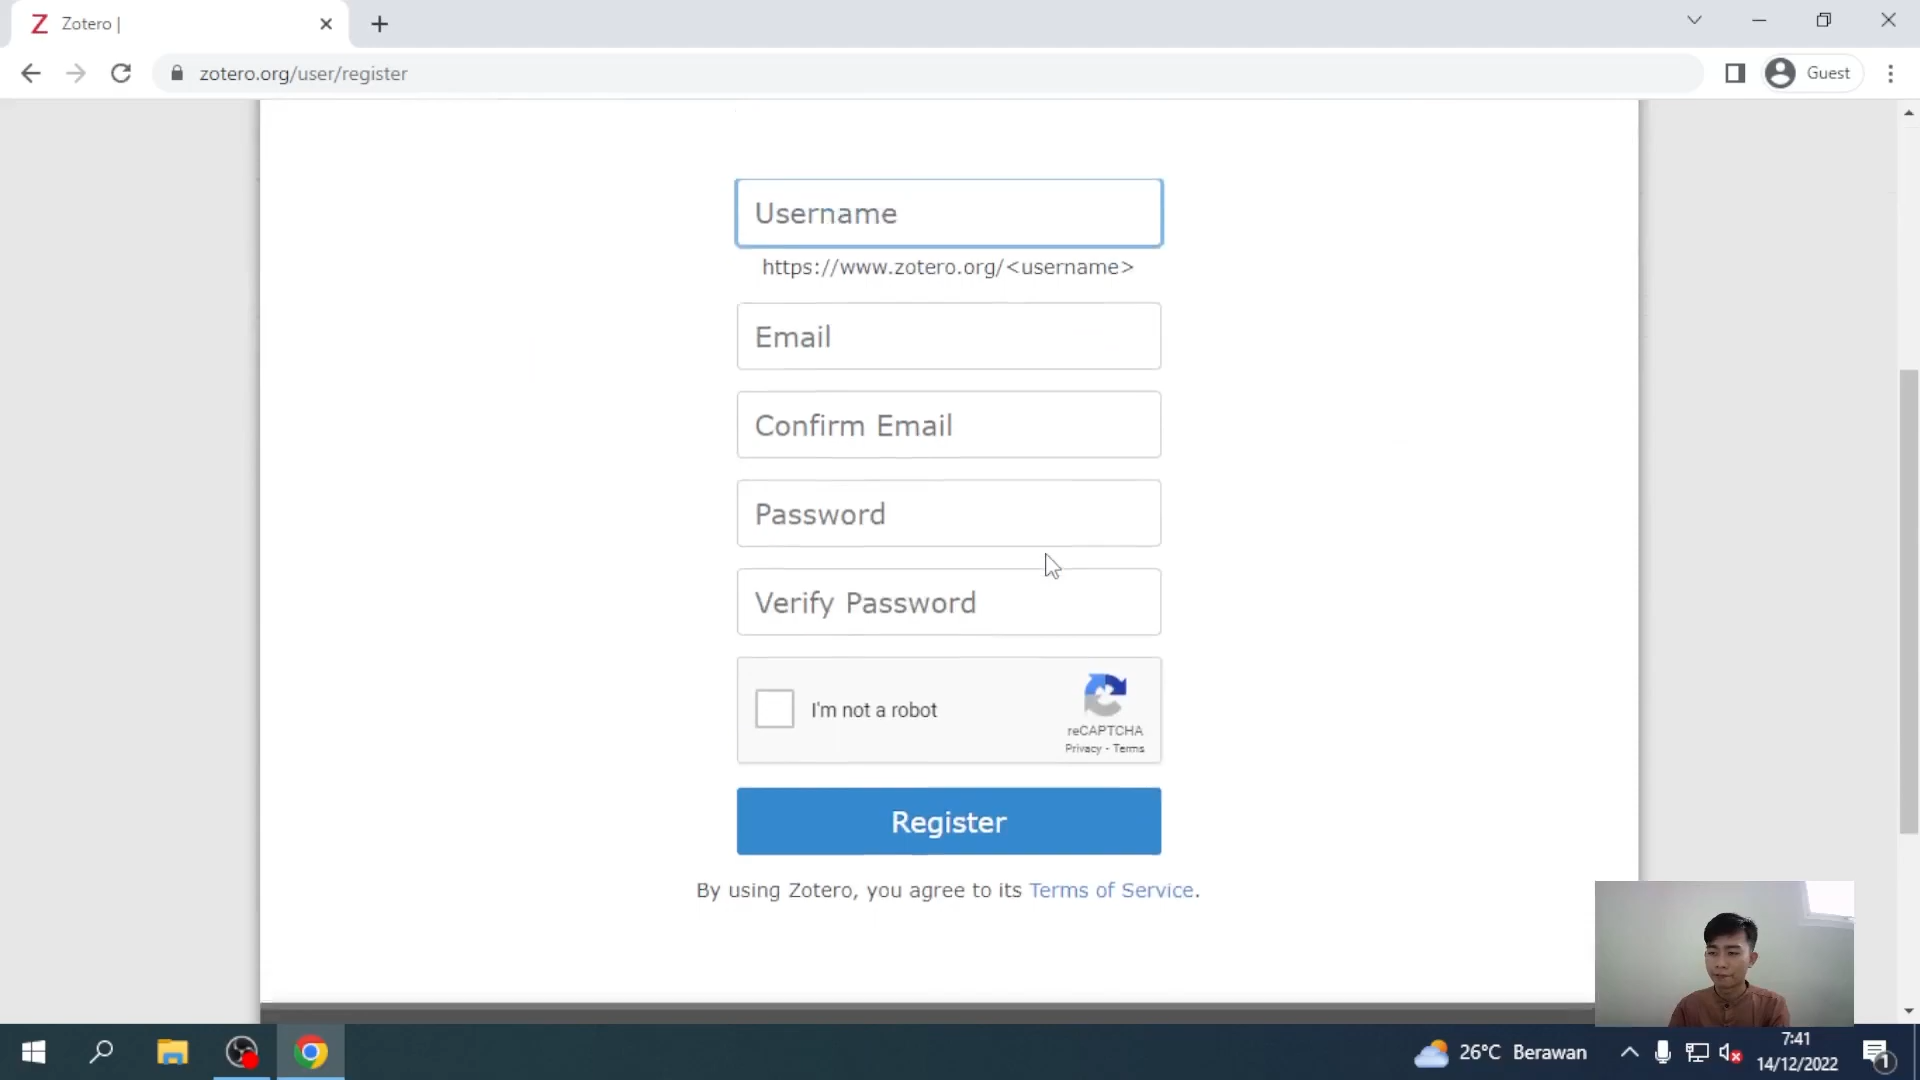 Zotero |
zotero.org/user/register
Guest
Username
https://www.zotero.org/<username>
Email
Confirm Email
Password
Verify Password
I'm not a robot
reCAPTCHA
Privacy - Terms
Register
By using Zotero, you agree to its Terms of Service.
26°C Berawan
7:41
14/12/2022
1